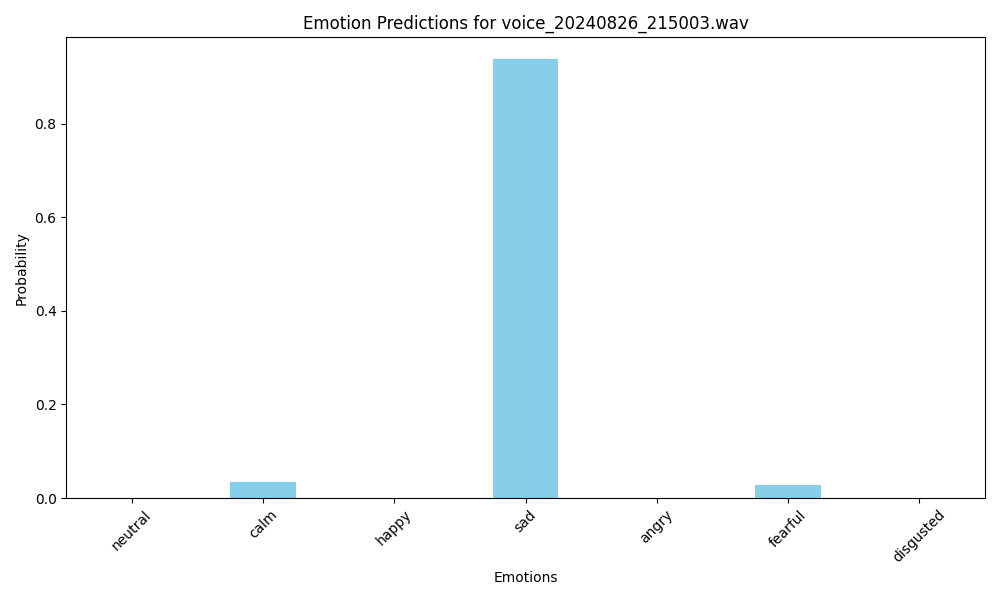 Emotion Predictions for voice_20240826_215003.wav
Probability
0.8
0.6
0.4
0.2
0.0
neutral
calm
happy
sad
angry
fearful
disgusted
Emotions